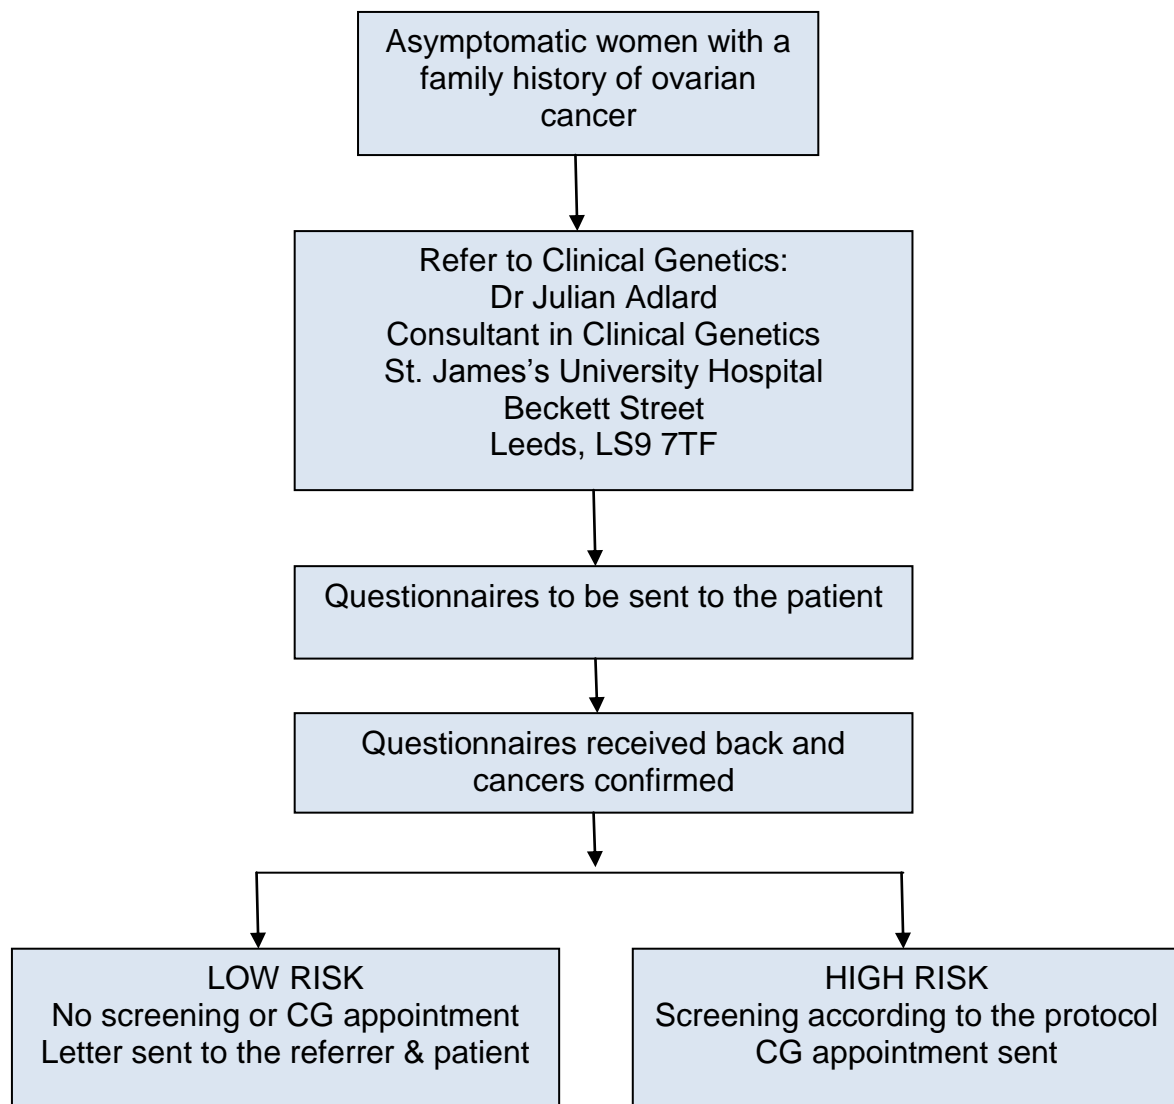 Asymptomatic women with a
family history of ovarian
cancer
Refer to Clinical Genetics:
Dr Julian Adlard
Consultant in Clinical Genetics
St. James’s University Hospital
Beckett Street
Leeds, LS9 7TF
Questionnaires to be sent to the patient
Questionnaires received back and
cancers confirmed
LOW RISK
No screening or CG appointment
Letter sent to the referrer & patient
HIGH RISK
Screening according to the protocol
CG appointment sent